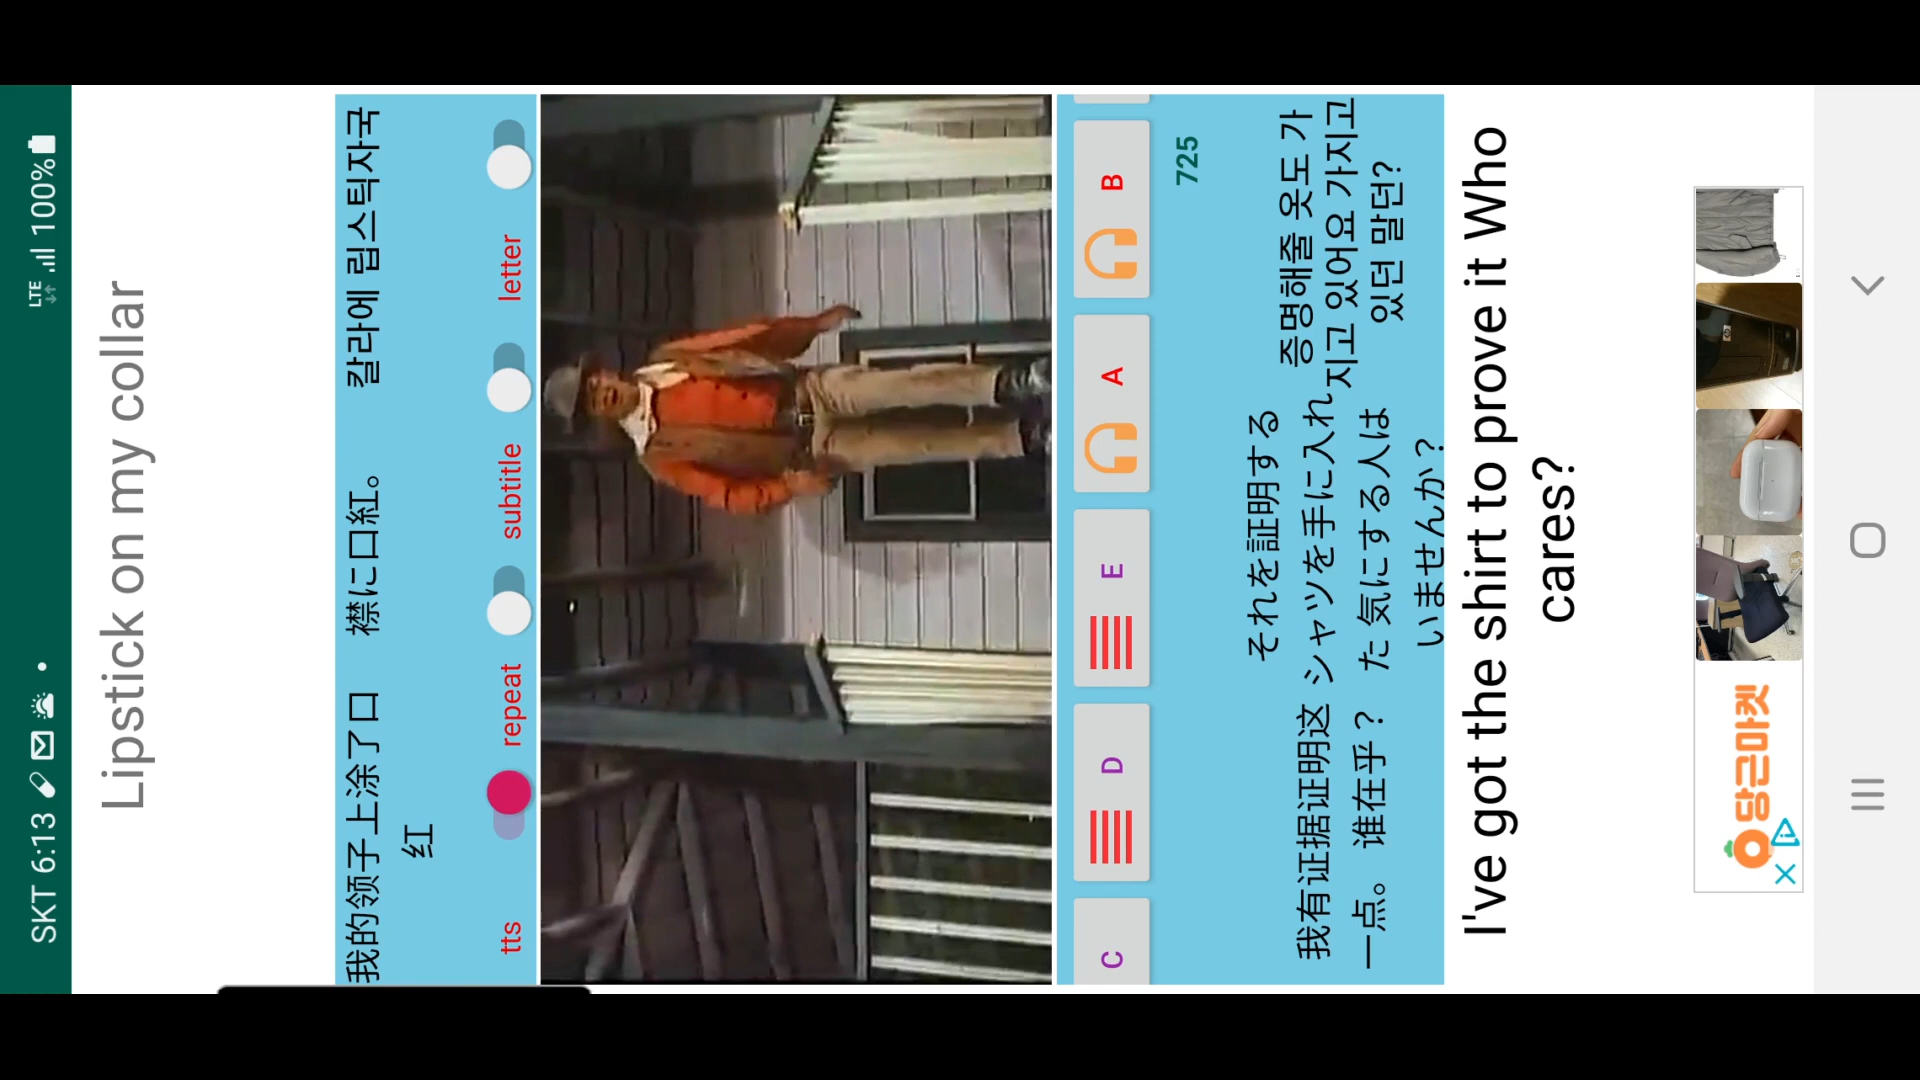 SKT 6:13
LTE 100%
Lipstick on my collar
我的领子上涂了口
红
襟に口紅。
칼라에 립스틱자국
tts
repeat
subtitle
letter
C
D
E
A
B
725
我有证据证明这
一点。 谁在乎？
それを証明する
シャツを手に入れ
た 気にする人は
いませんか？
증명해줄 옷도 가
지고 있어요 가지고
있던 말던?
I've got the shirt to prove it Who
cares?
당근마켓